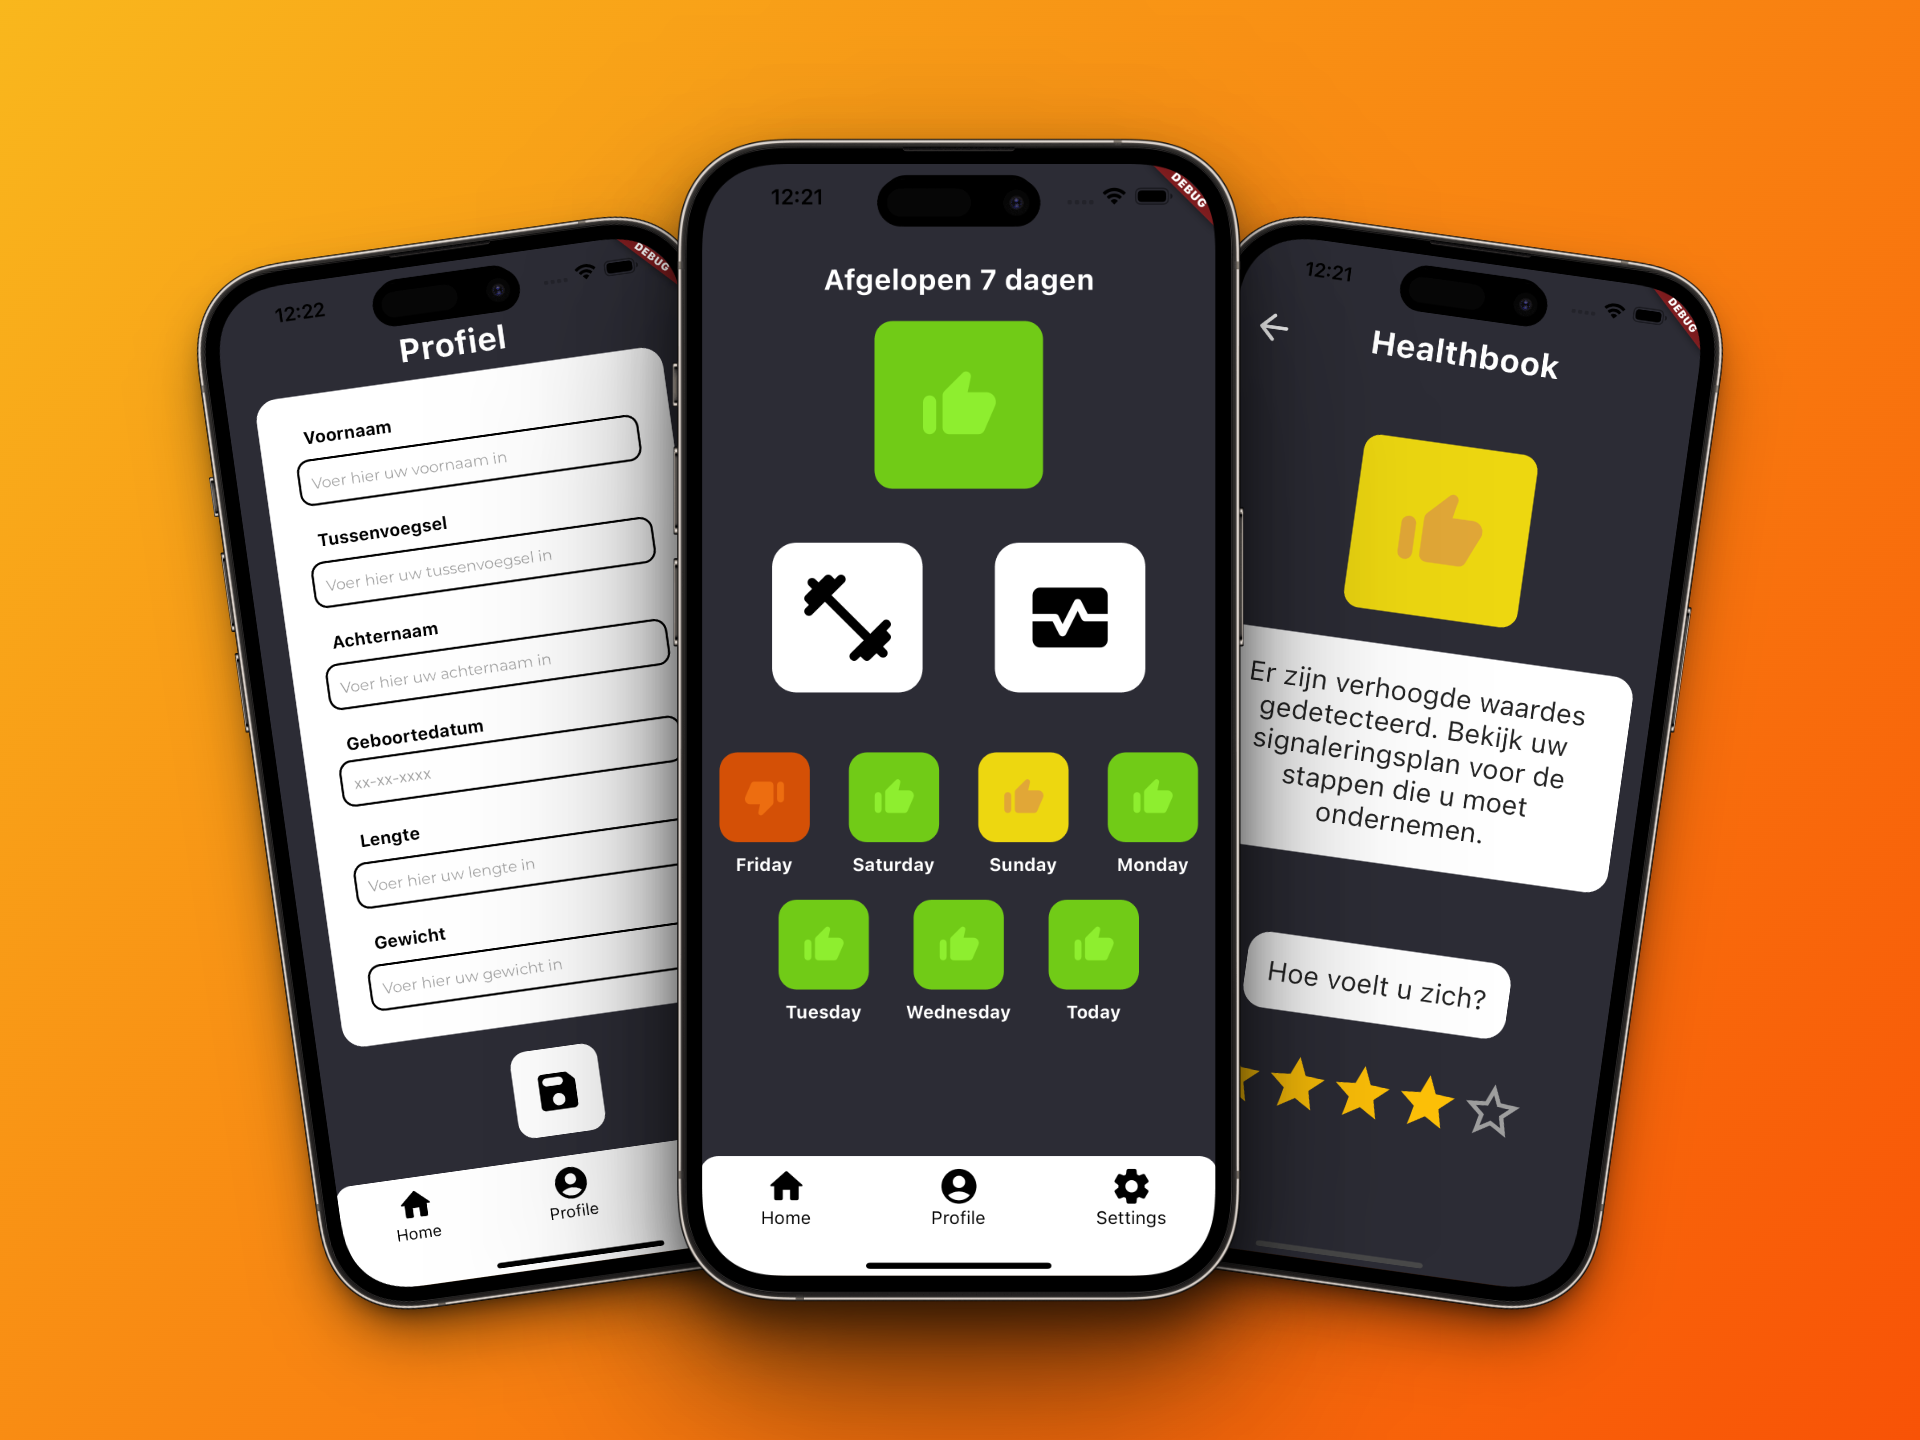 12:22
DEBUG
Profiel
Voornaam
Voer hier uw voornaam in
Tussenvoegsel
Voer hier uw tussenvoegsel in
Achternaam
Voer hier uw achternaam in
Geboortedatum
xx-xx-xxxx
Lengte
Voer hier uw lengte in
Gewicht
Voer hier uw gewicht in
Home
Profile
12:21
DEBUG
Afgelopen 7 dagen
Friday
Saturday
Sunday
Monday
Tuesday
Wednesday
Today
Home
Profile
Settings
12:21
DEBUG
Healthbook
Er zijn verhoogde waardes
gedetecteerd. Bekijk uw
signaleringsplan voor de
stappen die u moet
ondernemen.
Hoe voelt u zich?